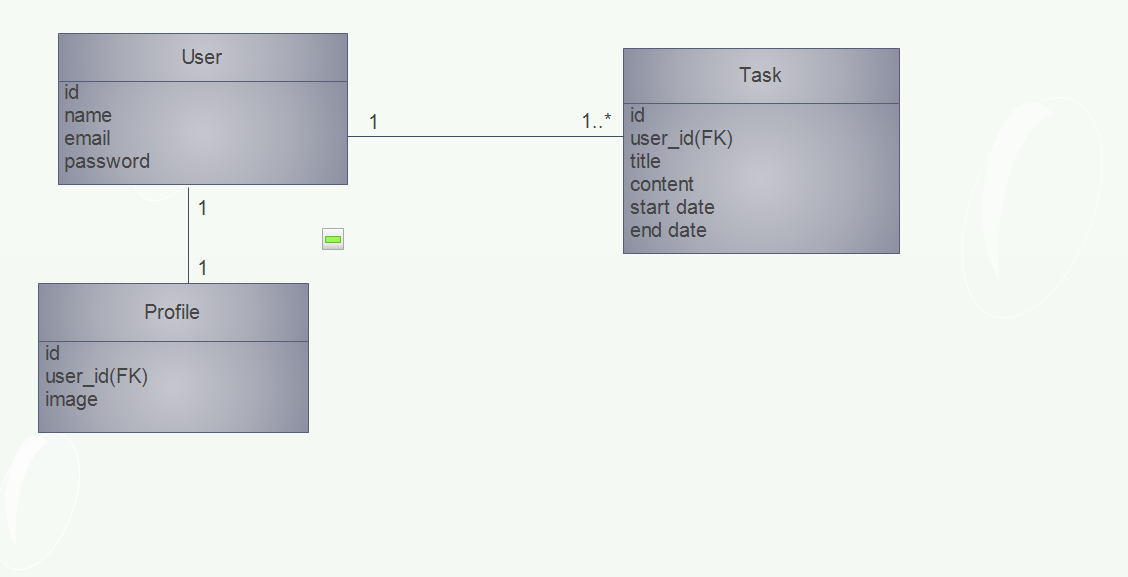 User
id
name
email
password
1
1..*
Task
id
user_id(FK)
title
content
start date
end date
1
1
Profile
id
user_id(FK)
image